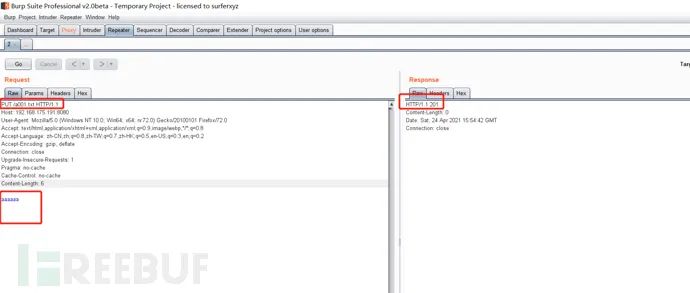 Burp Suite Professional v2.0beta - Temporary Project - licensed to surferxyz
Burp Project Intruder Repeater Window Help
Dashboard Target Proxy Intruder Repeater Sequencer Decoder Comparer Extender Project options User options
2 × ...
Go Cancel < >
Request
Response
Raw Params Headers Hex
Raw Headers Hex
PUT /a001.txt HTTP/1.1
Host: 192.168.175.191:8080
User-Agent: Mozilla/5.0 (Windows NT 10.0; Win64; x64; rv:72.0) Gecko/20100101 Firefox/72.0
Accept: text/html,application/xhtml+xml,application/xml;q=0.9,image/webp,*/*;q=0.8
Accept-Language: zh-CN,zh;q=0.8,zh-TW;q=0.7,zh-HK;q=0.5,en-US;q=0.3,en;q=0.2
Accept-Encoding: gzip, deflate
Connection: close
Upgrade-Insecure-Requests: 1
Pragma: no-cache
Cache-Control: no-cache
Content-Length: 6
aaaaaa
HTTP/1.1 201
Content-Length: 0
Date: Sat, 24 Apr 2021 15:54:42 GMT
Connection: close
FREEBUF